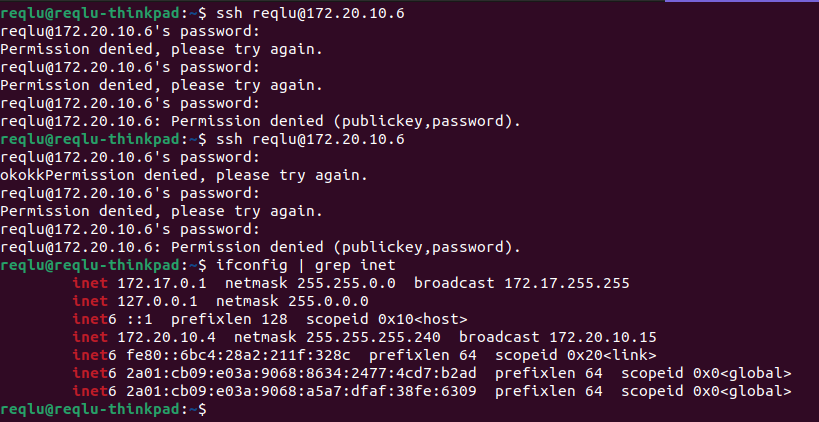 reqlu@reqlu-thinkpad:~$ ssh reqlu@172.20.10.6
reqlu@172.20.10.6's password:
Permission denied, please try again.
reqlu@172.20.10.6's password:
Permission denied, please try again.
reqlu@172.20.10.6's password:
reqlu@172.20.10.6: Permission denied (publickey,password).
reqlu@reqlu-thinkpad:~$ ssh reqlu@172.20.10.6
reqlu@172.20.10.6's password:
okokkPermission denied, please try again.
reqlu@172.20.10.6's password:
Permission denied, please try again.
reqlu@172.20.10.6's password:
reqlu@172.20.10.6: Permission denied (publickey,password).
reqlu@reqlu-thinkpad:~$ ifconfig | grep inet
        inet 172.17.0.1  netmask 255.255.0.0  broadcast 172.17.255.255
        inet 127.0.0.1  netmask 255.0.0.0
        inet6 ::1  prefixlen 128  scopeid 0x10<host>
        inet 172.20.10.4  netmask 255.255.255.240  broadcast 172.20.10.15
        inet6 fe80::6bc4:28a2:211f:328c  prefixlen 64  scopeid 0x20<link>
        inet6 2a01:cb09:e03a:9068:8634:2477:4cd7:b2ad  prefixlen 64  scopeid 0x0<global>
        inet6 2a01:cb09:e03a:9068:a5a7:dfaf:38fe:6309  prefixlen 64  scopeid 0x0<global>
reqlu@reqlu-thinkpad:~$